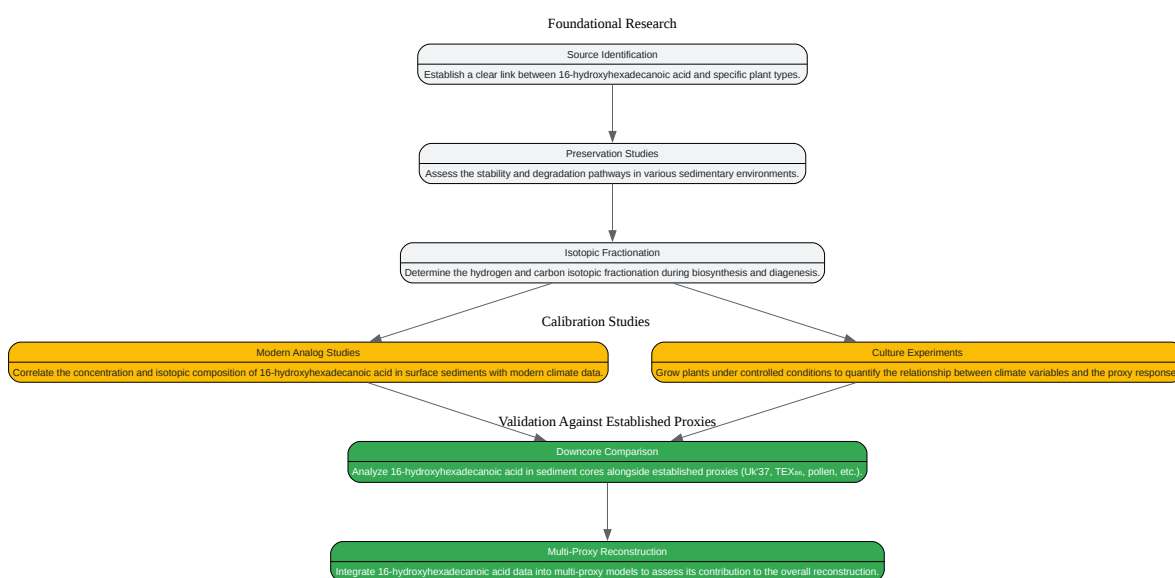 Foundational Research
Source Identification
Establish a clear link between 16-hydroxyhexadecanoic acid and specific plant types.
Preservation Studies
Assess the stability and degradation pathways in various sedimentary environments.
Isotopic Fractionation
Determine the hydrogen and carbon isotopic fractionation during biosynthesis and diagenesis.
Calibration Studies
Modern Analog Studies
Correlate the concentration and isotopic composition of 16-hydroxyhexadecanoic acid in surface sediments with modern climate data.
Culture Experiments
Grow plants under controlled conditions to quantify the relationship between climate variables and the proxy response
Validation Against Established Proxies
Downcore Comparison
Analyze 16-hydroxyhexadecanoic acid in sediment cores alongside established proxies (Uk'37, TEX₈₆, pollen, etc.).
Multi-Proxy Reconstruction
Integrate 16-hydroxyhexadecanoic acid data into multi-proxy models to assess its contribution to the overall reconstruction.